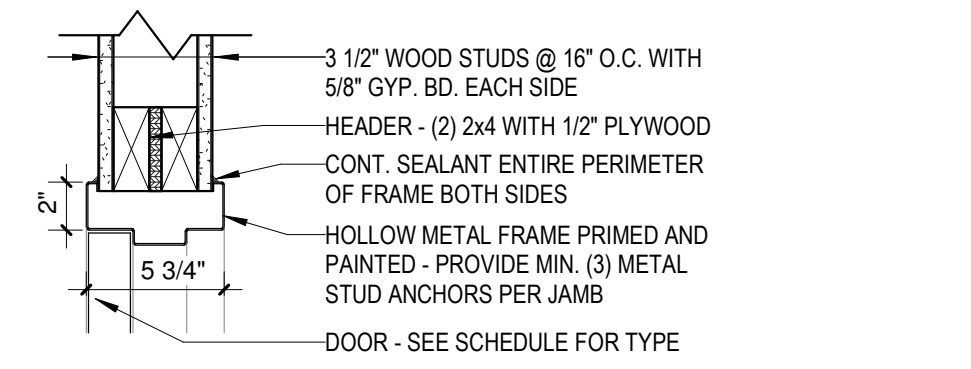 3 1/2" WOOD STUDS @ 16" O.C. WITH
5/8" GYP. BD. EACH SIDE
HEADER - (2) 2x4 WITH 1/2" PLYWOOD
CONT. SEALANT ENTIRE PERIMETER
OF FRAME BOTH SIDES
2"
HOLLOW METAL FRAME PRIMED AND
PAINTED - PROVIDE MIN. (3) METAL
STUD ANCHORS PER JAMB
5 3/4"
DOOR - SEE SCHEDULE FOR TYPE